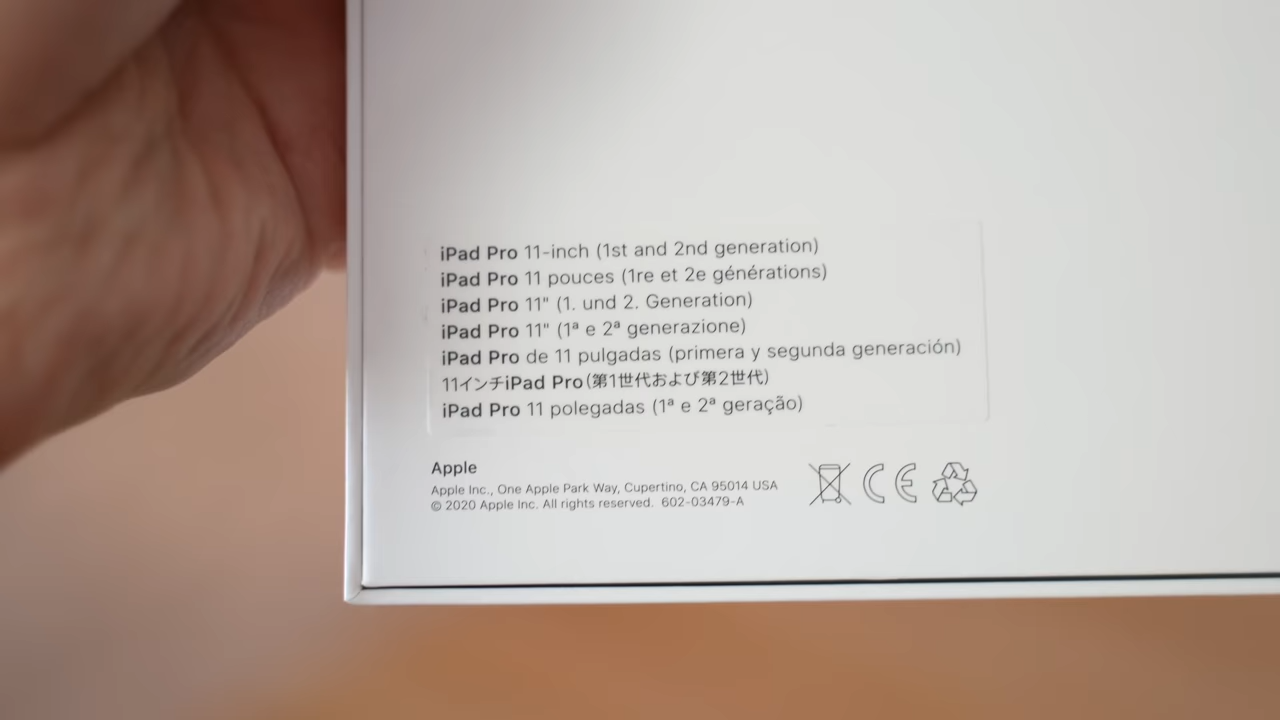 iPad Pro 11-inch (1st and 2nd generation)
iPad Pro 11 pouces (1re et 2e générations)
iPad Pro 11" (1. und 2. Generation)
iPad Pro 11" (1ª e 2ª generazione)
iPad Pro de 11 pulgadas (primera y segunda generación)
11インチiPad Pro(第1世代および第2世代)
iPad Pro 11 polegadas (1ª e 2ª geração)
Apple
Apple Inc., One Apple Park Way, Cupertino, CA 95014 USA
© 2020 Apple Inc. All rights reserved. 602-03479-A
CE